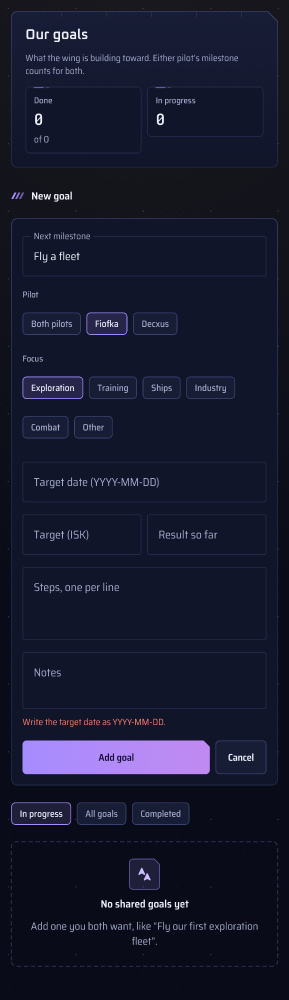 Our goals
What the wing is building toward. Either pilot's milestone
counts for both.
Done
0
of 0
In progress
0
New goal
Next milestone
Fly a fleet
Pilot
Both pilots
Fiofka
Decxus
Focus
Exploration
Training
Ships
Industry
Combat
Other
Target date (YYYY-MM-DD)
Target (ISK)
Result so far
Steps, one per line
Notes
Write the target date as YYYY-MM-DD.
Add goal
Cancel
In progress
All goals
Completed
No shared goals yet
Add one you both want, like "Fly our first exploration
fleet".